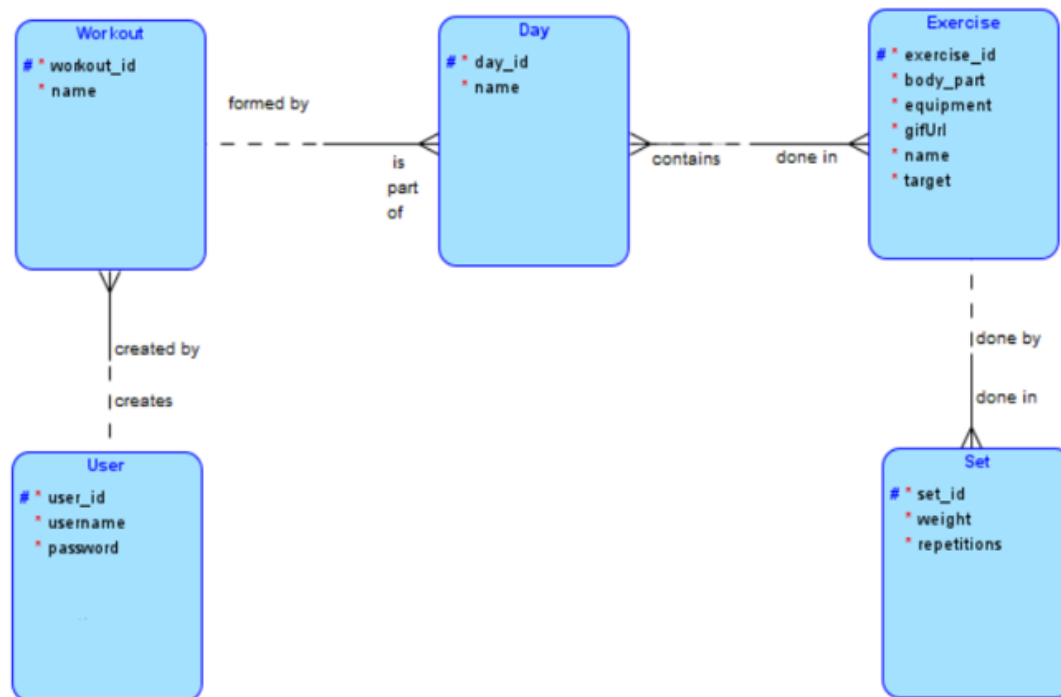 Workout
# * workout_id
* name
formed by
is
part
of
Day
# * day_id
* name
contains
done in
Exercise
# * exercise_id
* body_part
* equipment
* gifUrl
* name
* target
created by
creates
done by
done in
User
# * user_id
* username
* password
Set
# * set_id
* weight
* repetitions